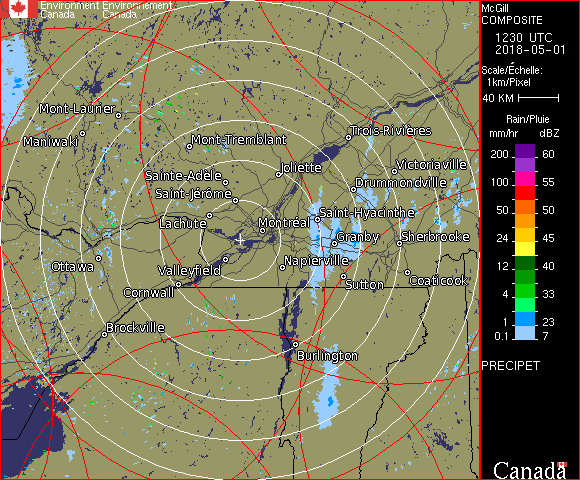 Environment Environnement
Canada Canada
McGill
COMPOSITE
1230 UTC
2018-05-01
Scale/Échelle:
1km/Pixel
40 KM
Rain/Pluie
mm/hr dBZ
200 60
100 55
50 50
24 45
12 40
4 33
1 23
0.1 7
PRECIPET
Canada
Mont-Laurier
Maniwaki
Mont-Tremblant
Trois-Rivières
Joliette
Victoriaville
Sainte-Adèle
Drummondville
Saint-Jérôme
Lachute
Montréal
Saint-Hyacinthe
Granby
Sherbrooke
Ottawa
Valleyfield
Napierville
Cornwall
Sutton
Coaticook
Brockville
Burlington